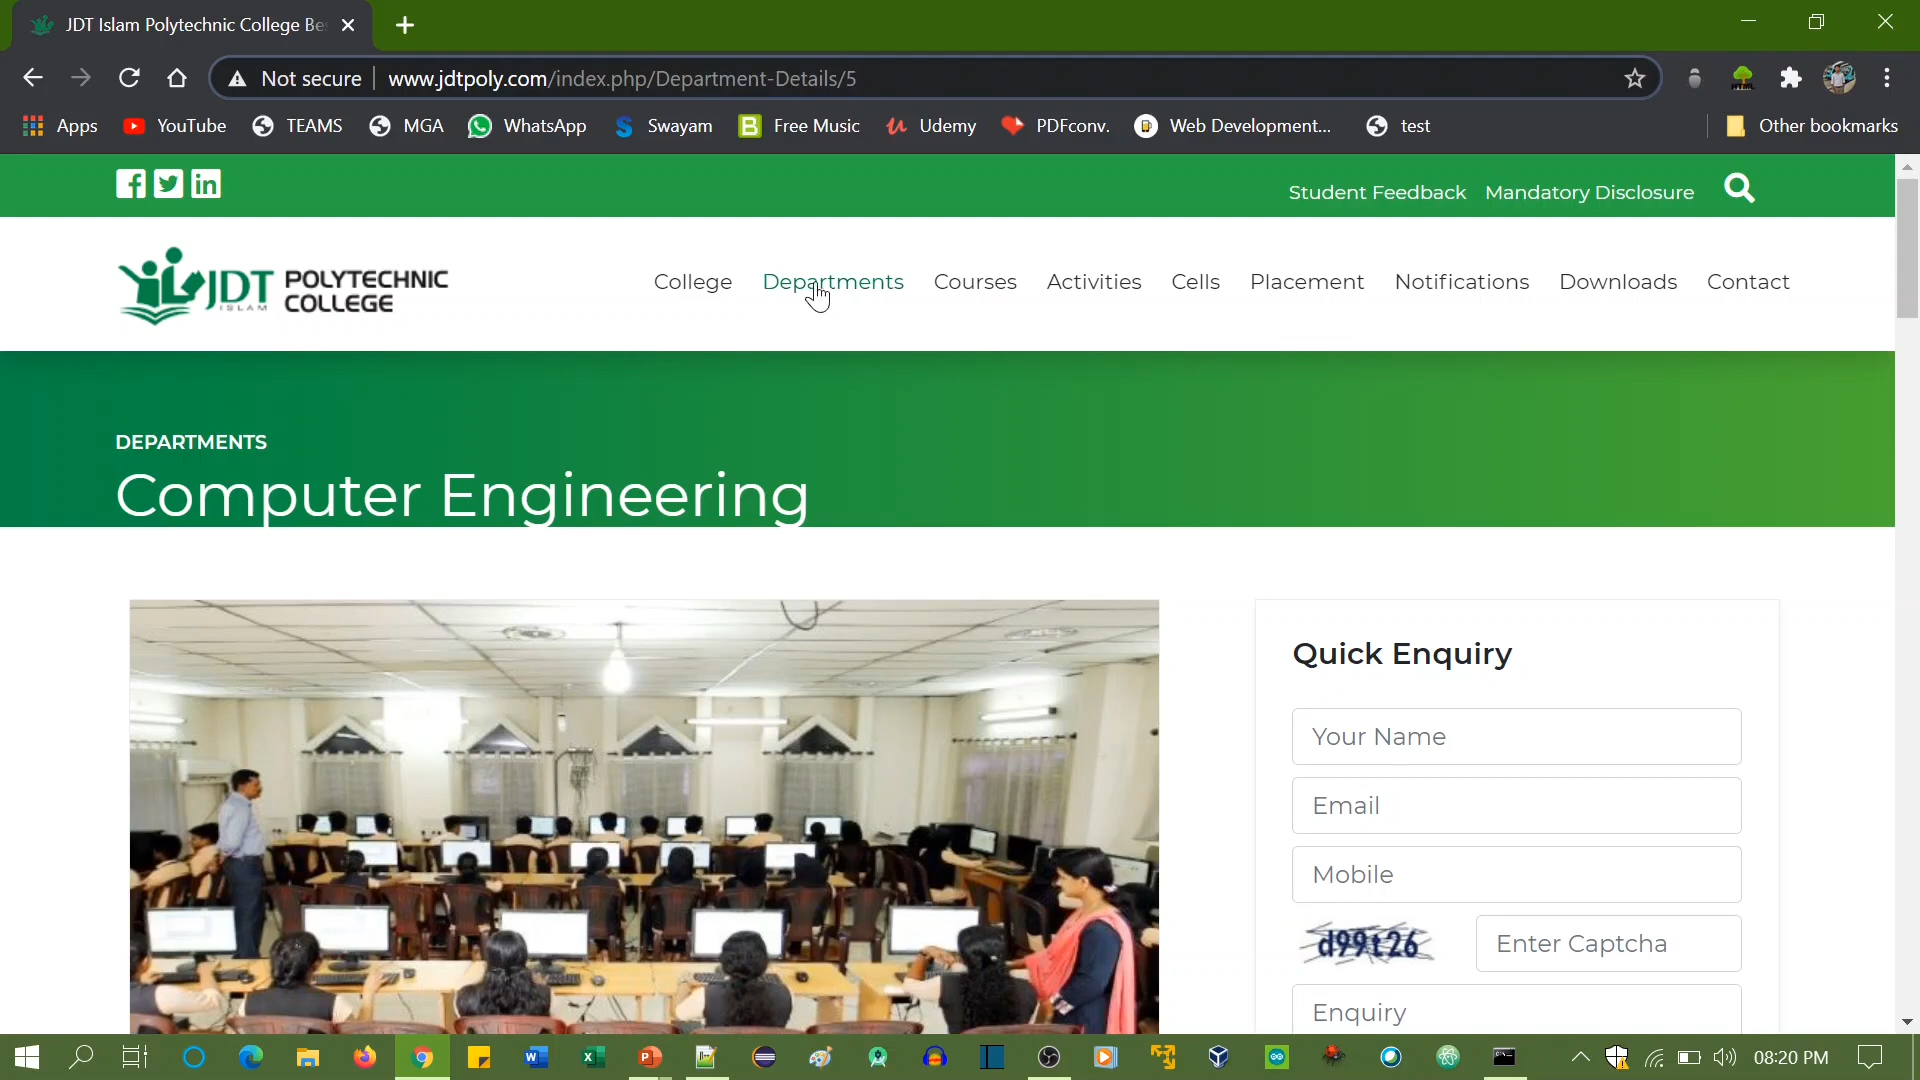 JDT Islam Polytechnic College Be
Not secure www.jdtpoly.com/index.php/Department-Details/5
Apps YouTube TEAMS MGA WhatsApp Swayam Free Music Udemy PDFconv. Web Development... test Other bookmarks
Student Feedback Mandatory Disclosure
JDT ISLAM POLYTECHNIC COLLEGE
College Departments Courses Activities Cells Placement Notifications Downloads Contact
DEPARTMENTS
Computer Engineering
Quick Enquiry
Your Name
Email
Mobile
d99t26 Enter Captcha
Enquiry
08:20 PM